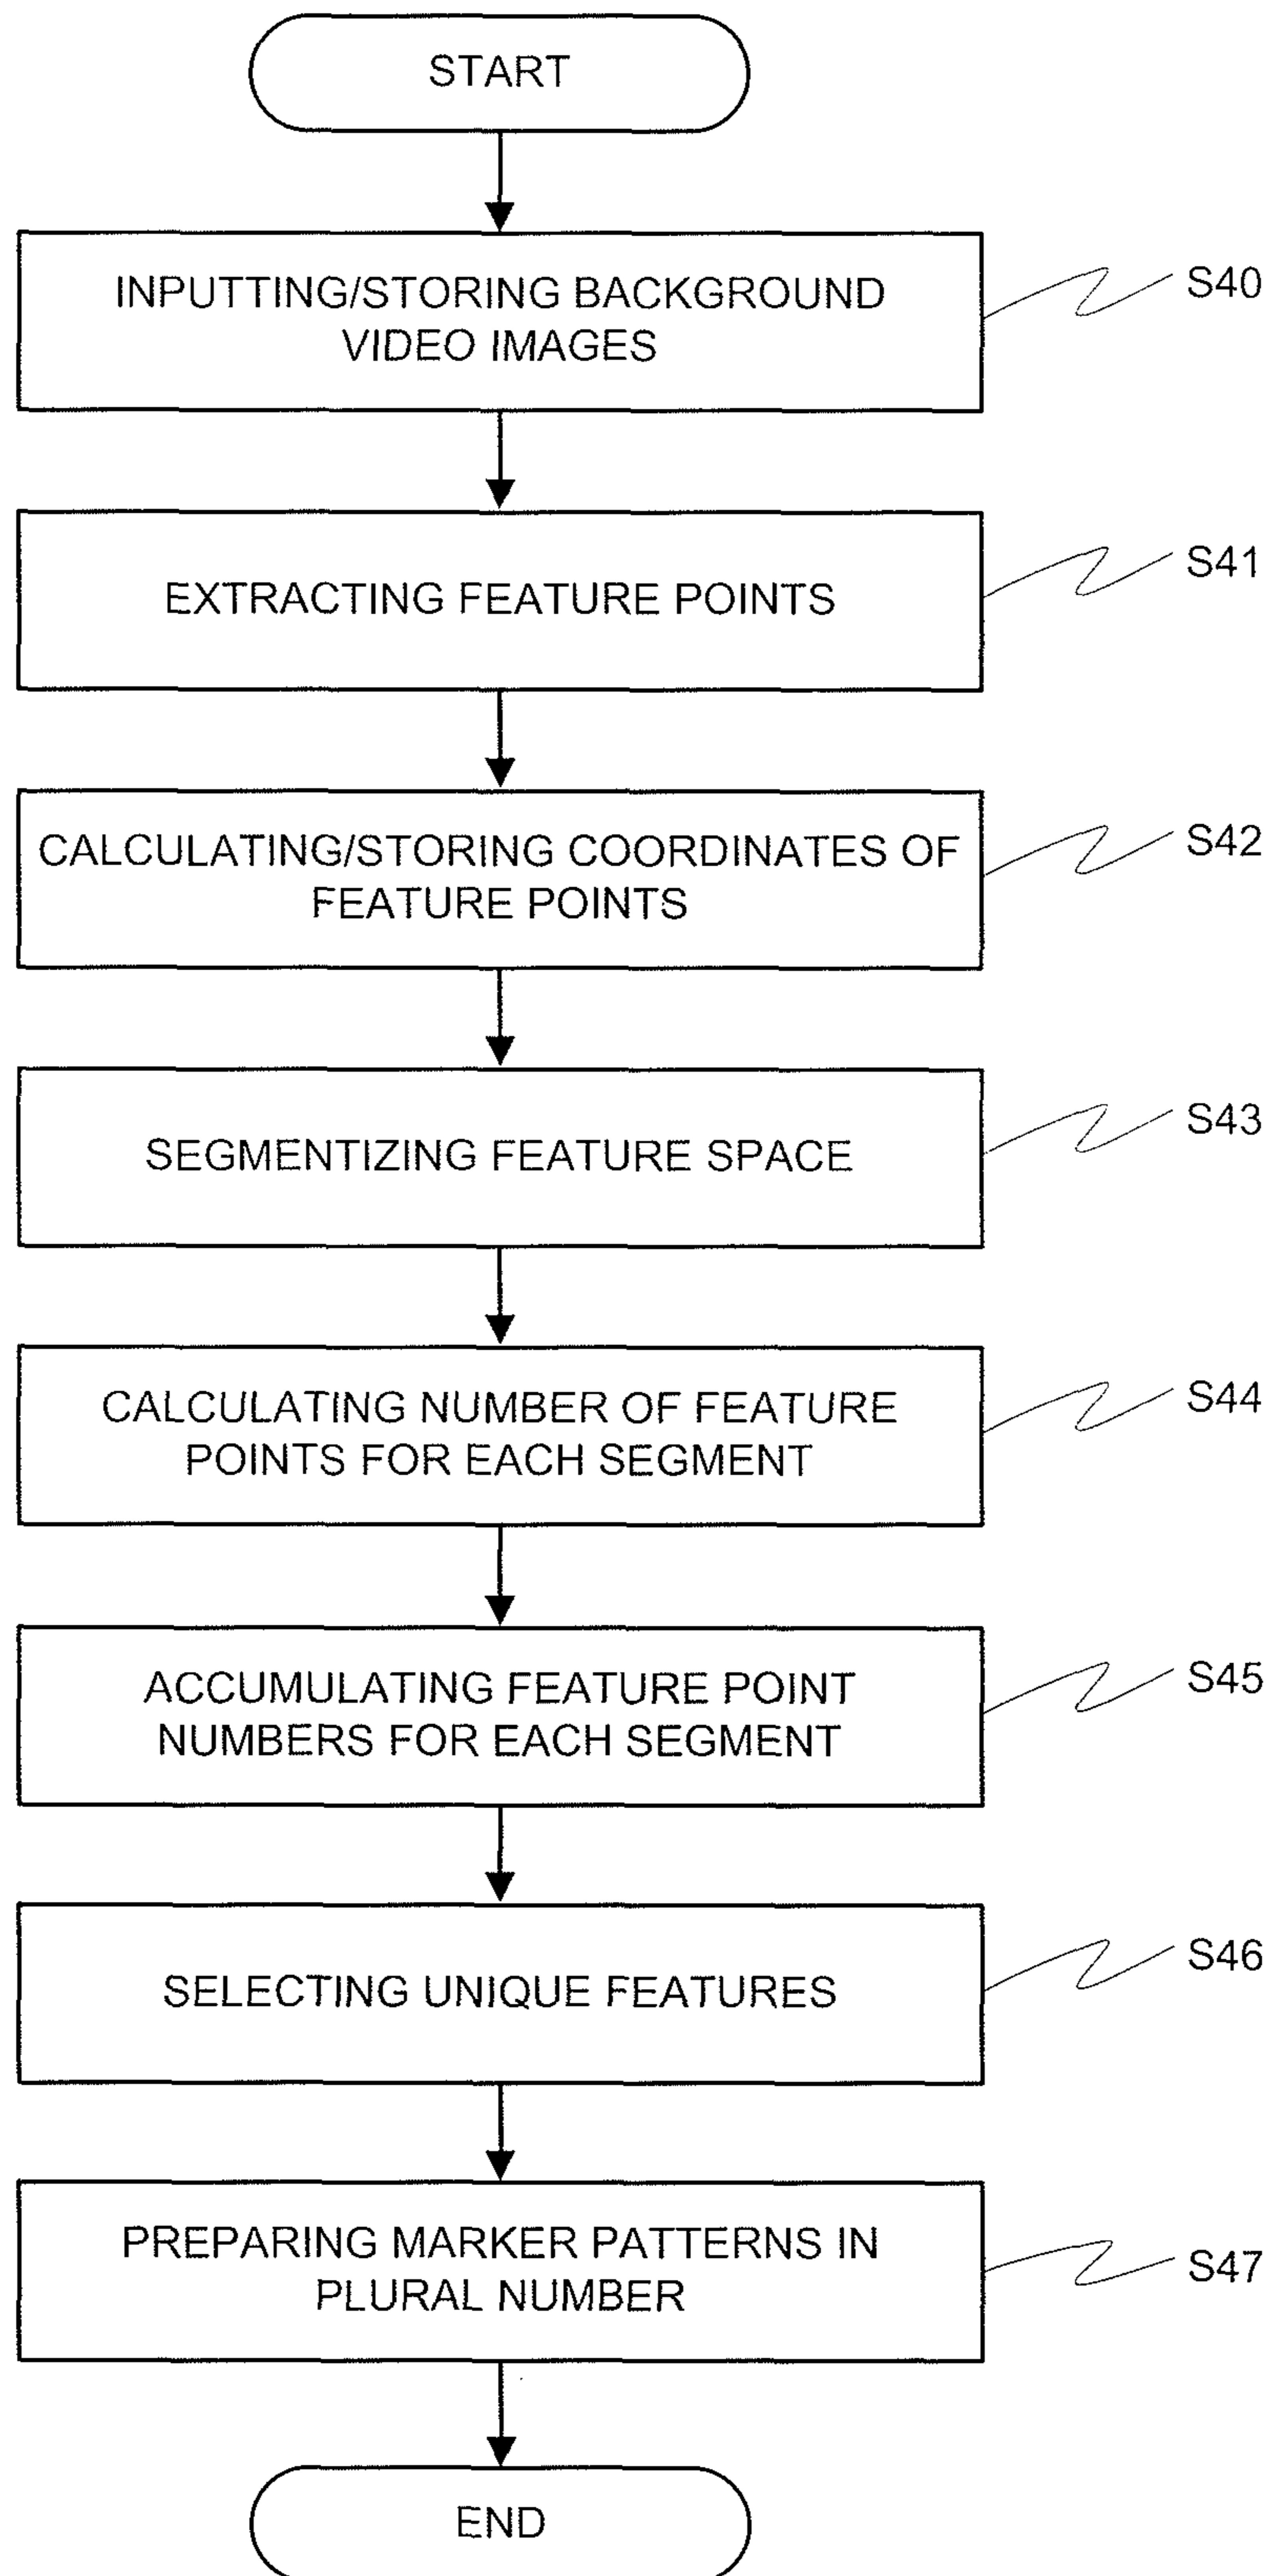 START
INPUTTING/STORING BACKGROUND
VIDEO IMAGES
S40
EXTRACTING FEATURE POINTS
S41
CALCULATING/STORING COORDINATES OF
FEATURE POINTS
S42
SEGMENTIZING FEATURE SPACE
S43
CALCULATING NUMBER OF FEATURE
POINTS FOR EACH SEGMENT
S44
ACCUMULATING FEATURE POINT
NUMBERS FOR EACH SEGMENT
S45
SELECTING UNIQUE FEATURES
S46
PREPARING MARKER PATTERNS IN
PLURAL NUMBER
S47
END